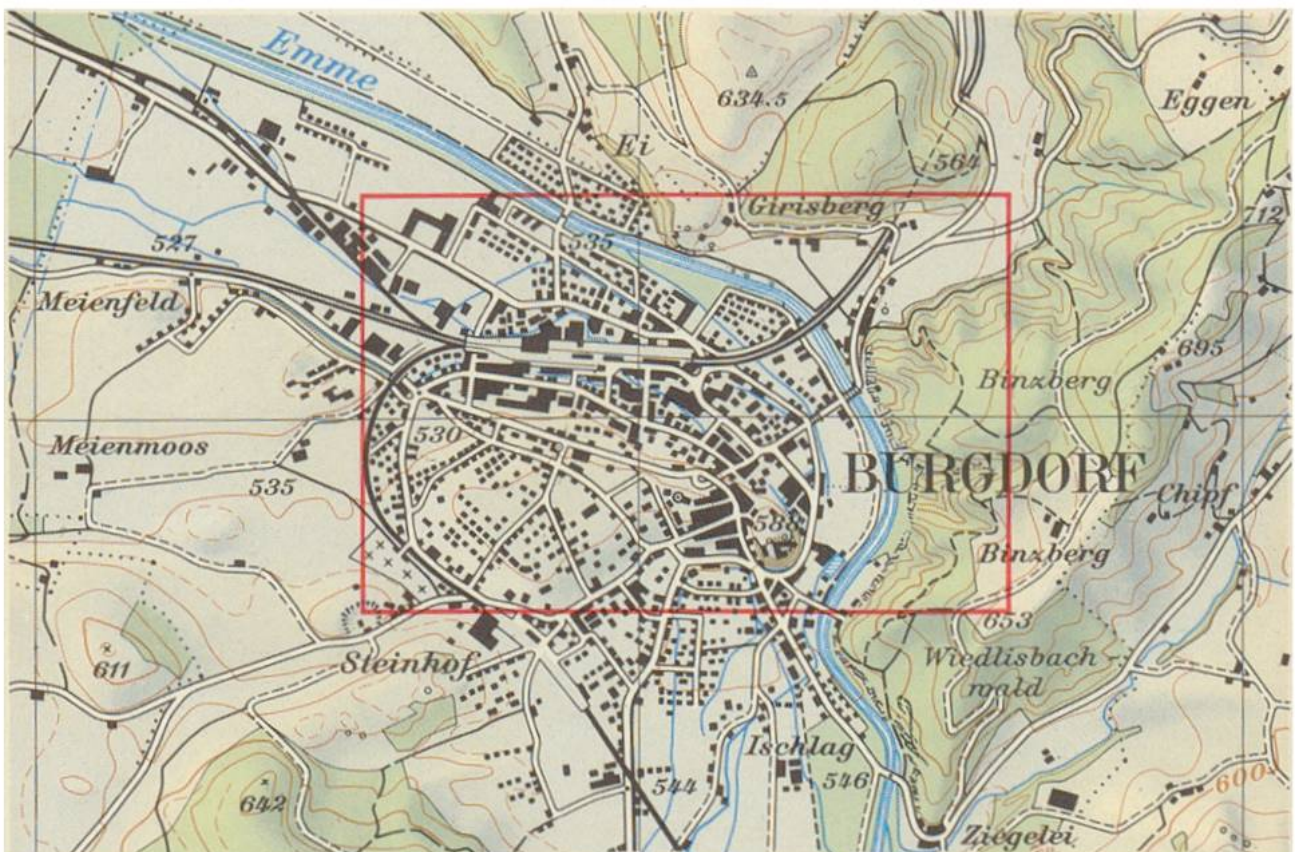 Emme
634.5
Eggen
Ei
564
Girisberg
712
527
535
Meienfeld
695
Binzberg
530
Meienmoos
BURGDORF
535
Chipf
588
Binzberg
653
611
Steinhof
Wiedlisbach-
wald
Ischlag
544
546
642
600
Ziegelei